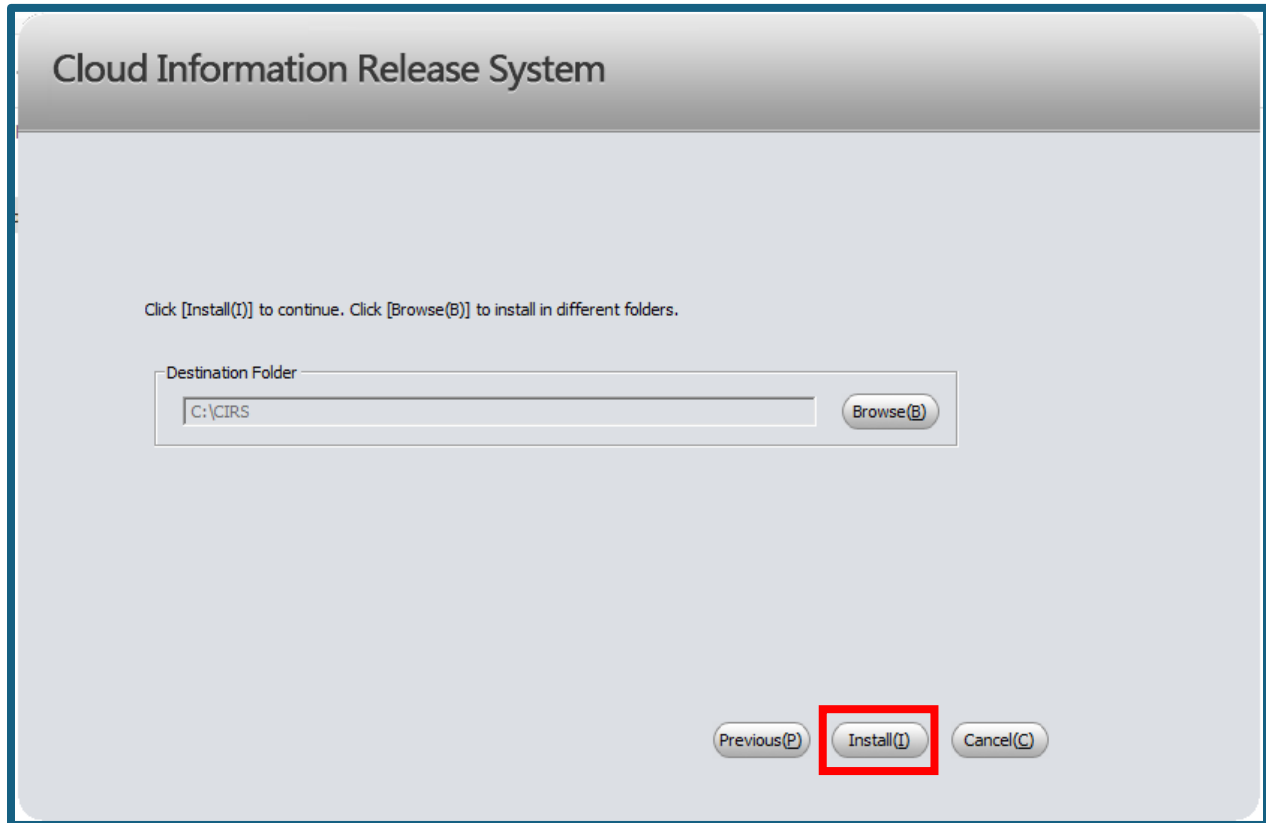 Cloud Information Release System
Click [Install(I)] to continue. Click [Browse(B)] to install in different folders.
Destination Folder
C:\CIRS
Browse(B)
Previous(P)
Install(I)
Cancel(C)